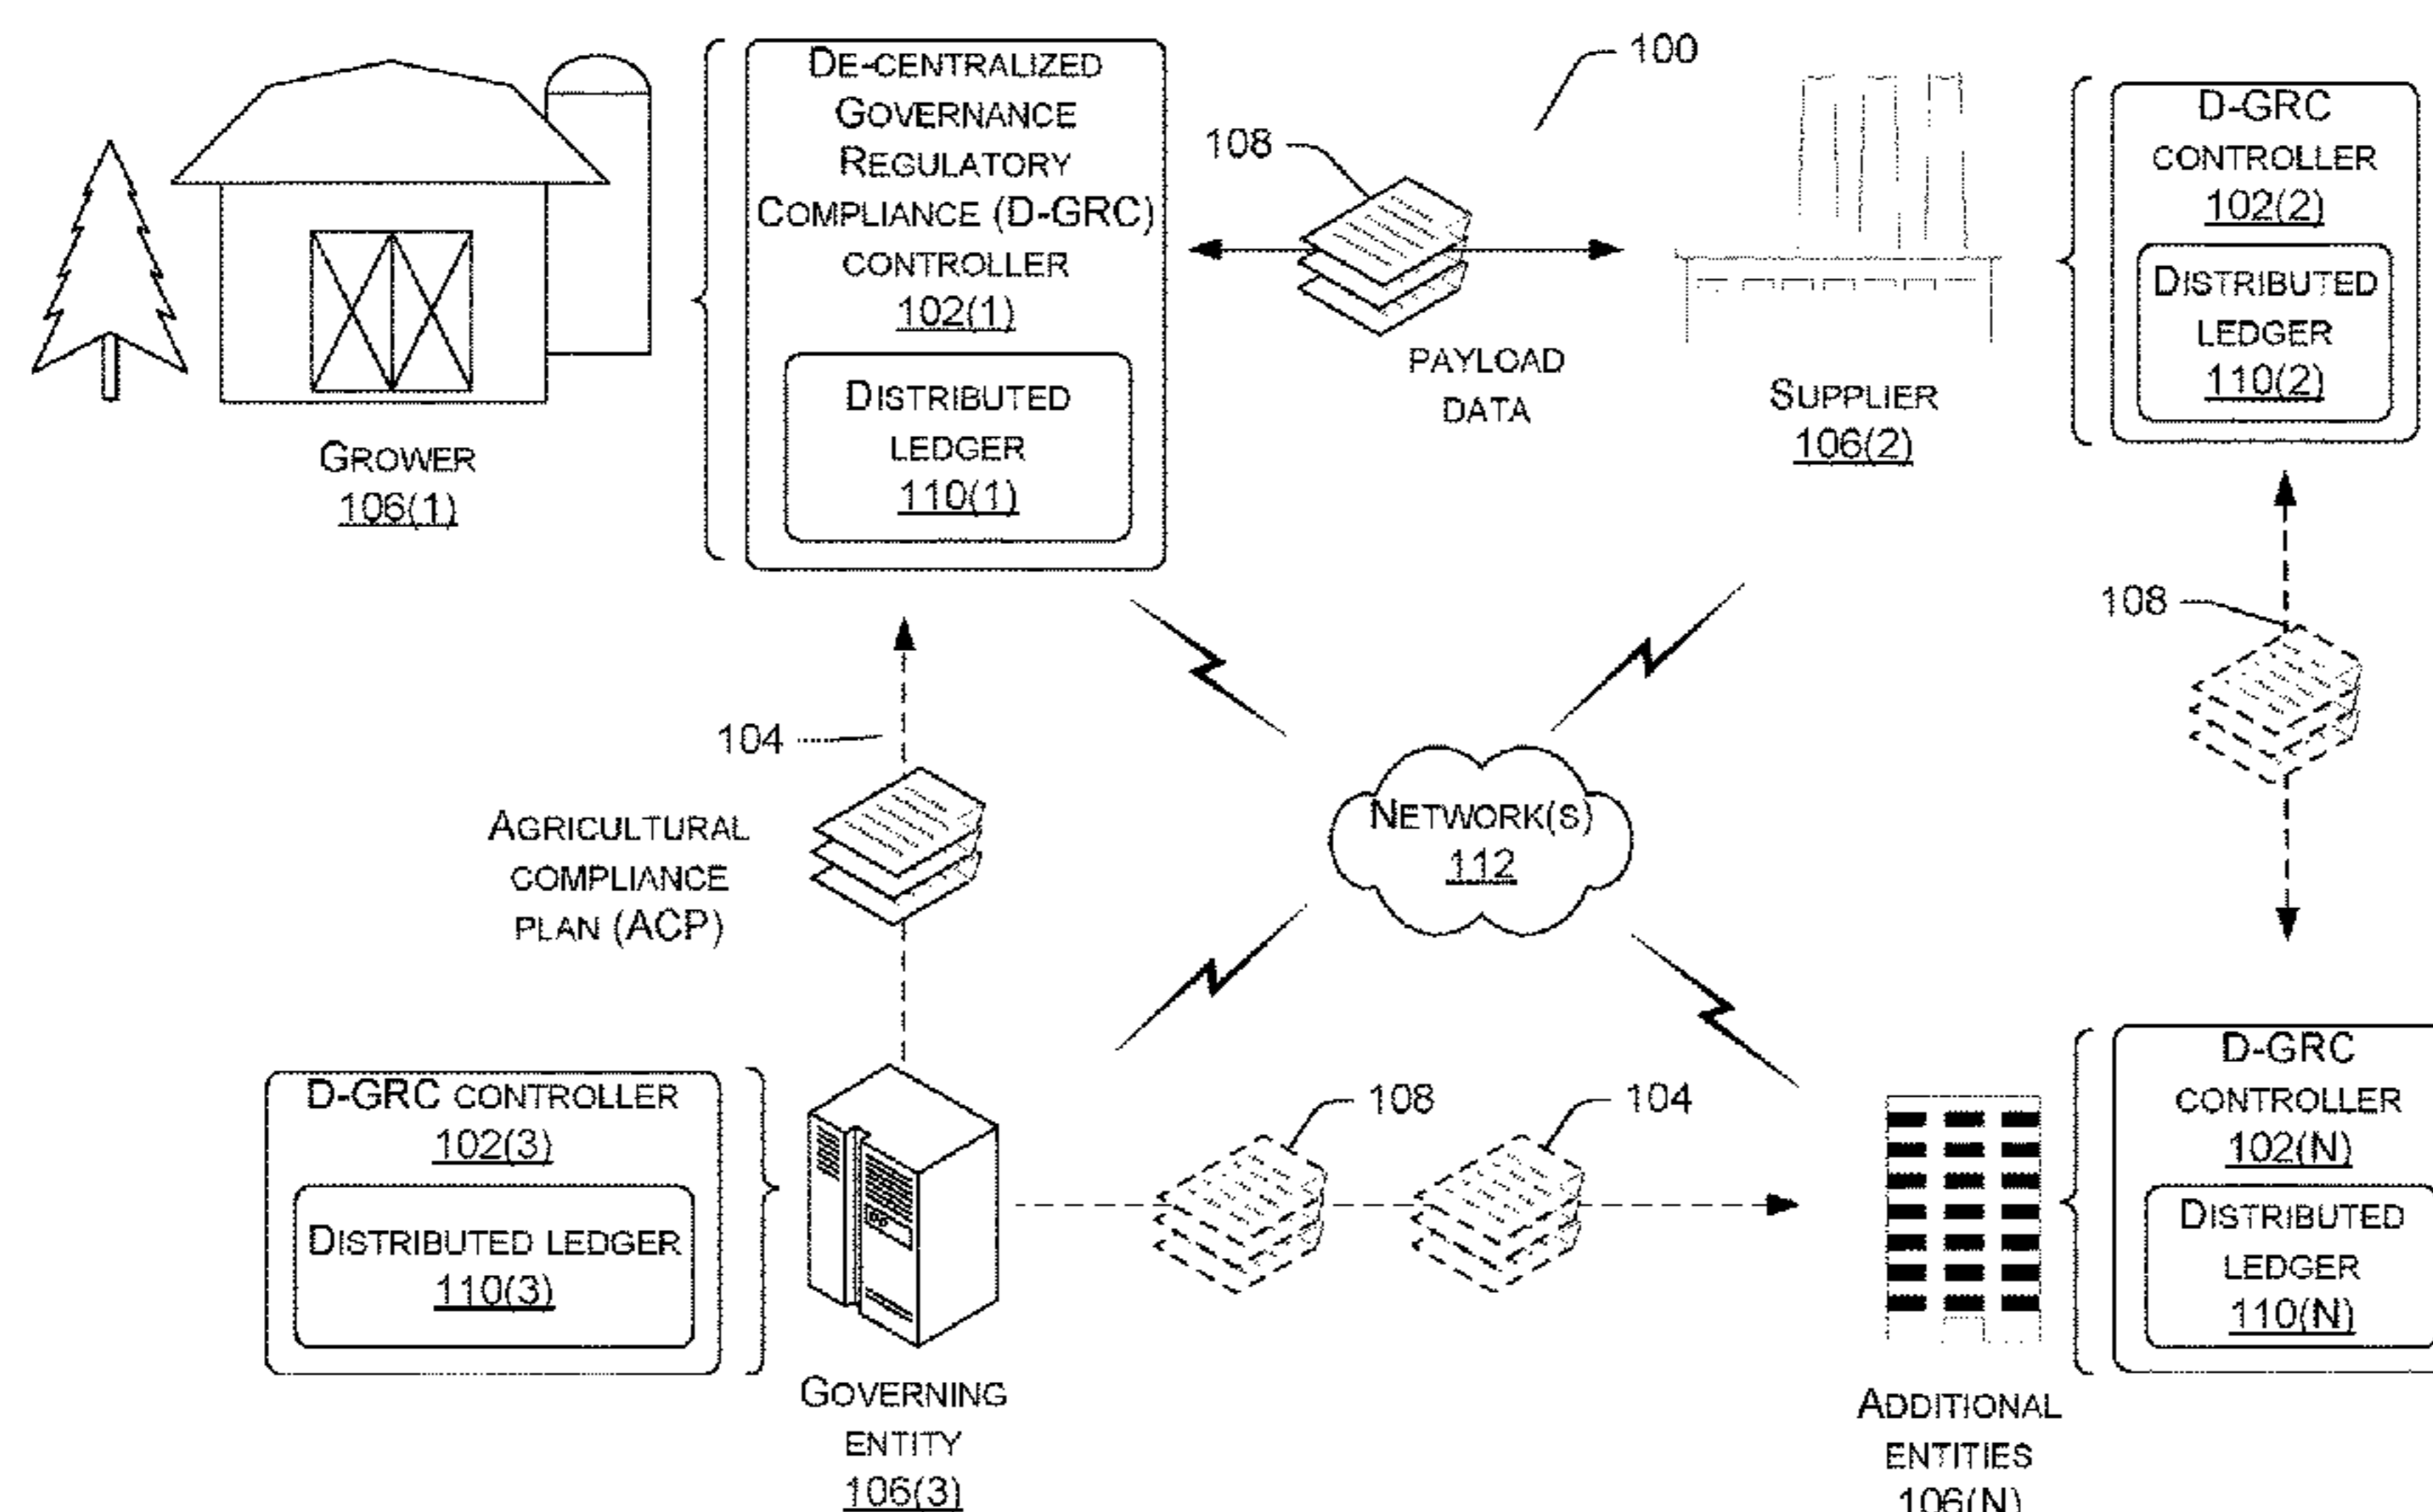 DE-CENTRALIZED
GOVERNANCE
REGULATORY
COMPLIANCE (D-GRC)
CONTROLLER
102(1)
DISTRIBUTED
LEDGER
110(1)
GROWER
106(1)
100
108
PAYLOAD
DATA
SUPPLIER
106(2)
D-GRC
CONTROLLER
102(2)
DISTRIBUTED
LEDGER
110(2)
108
104
AGRICULTURAL
COMPLIANCE
PLAN (ACP)
NETWORK(S)
112
D-GRC CONTROLLER
102(3)
DISTRIBUTED LEDGER
110(3)
GOVERNING
ENTITY
106(3)
108
104
D-GRC
CONTROLLER
102(N)
DISTRIBUTED
LEDGER
110(N)
ADDITIONAL
ENTITIES
106(N)